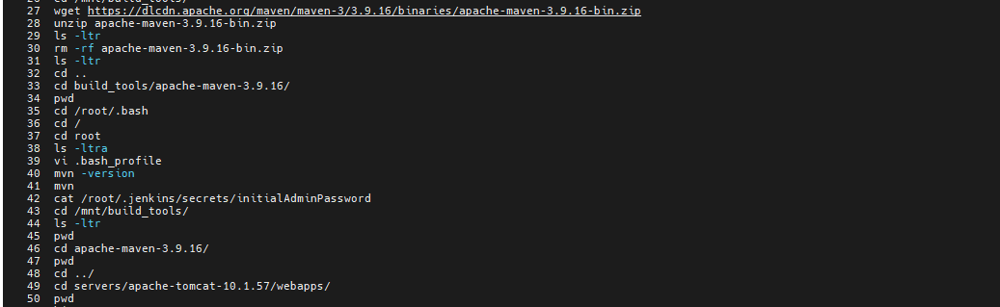 26 cd /mnt/build_tools/
27 wget https://dlcdn.apache.org/maven/maven-3/3.9.16/binaries/apache-maven-3.9.16-bin.zip
28 unzip apache-maven-3.9.16-bin.zip
29 ls -ltr
30 rm -rf apache-maven-3.9.16-bin.zip
31 ls -ltr
32 cd ..
33 cd build_tools/apache-maven-3.9.16/
34 pwd
35 cd /root/.bash
36 cd /
37 cd root
38 ls -ltra
39 vi .bash_profile
40 mvn -version
41 mvn
42 cat /root/.jenkins/secrets/initialAdminPassword
43 cd /mnt/build_tools/
44 ls -ltr
45 pwd
46 cd apache-maven-3.9.16/
47 pwd
48 cd ../
49 cd servers/apache-tomcat-10.1.57/webapps/
50 pwd